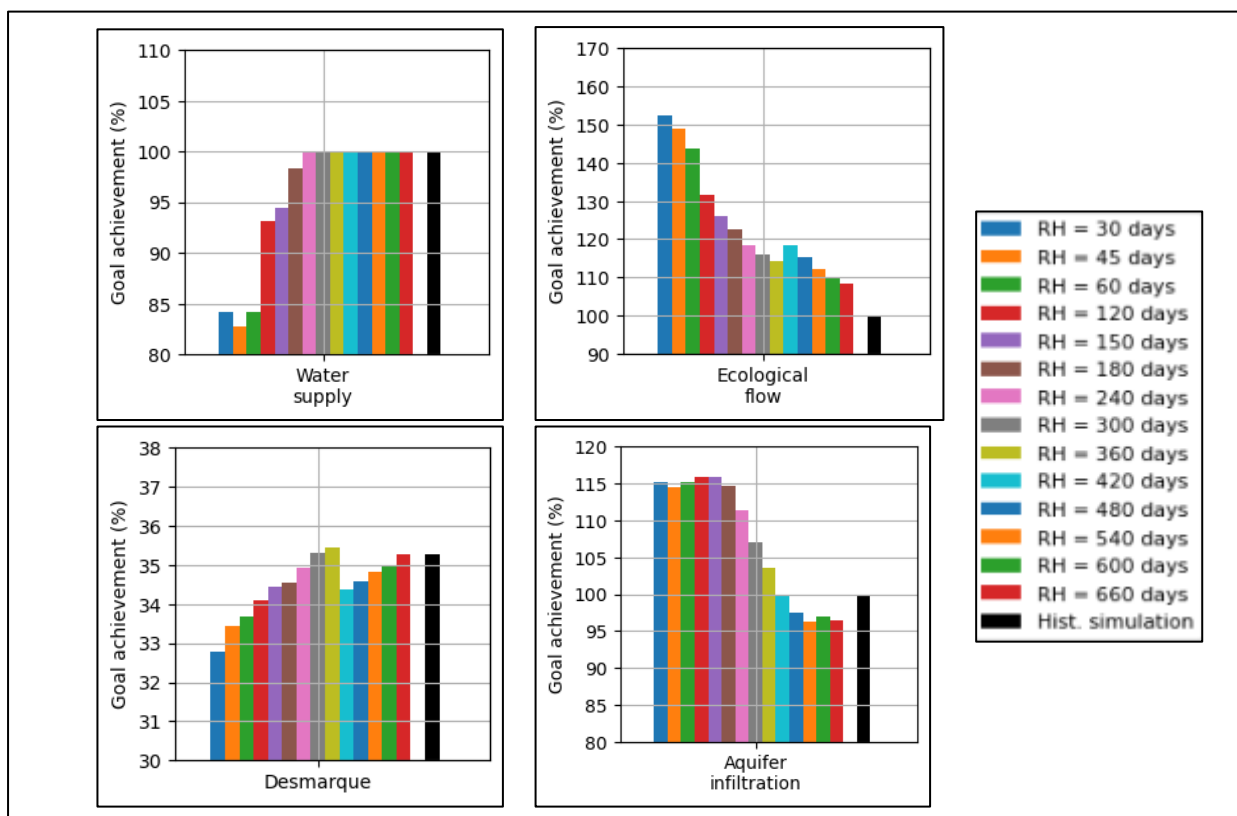 110
105
100
95
90
85
80
Goal achievement (%)
Water
supply
170
160
150
140
130
120
110
100
90
Goal achievement (%)
Ecological
flow
38
37
36
35
34
33
32
31
30
Goal achievement (%)
Desmarque
120
115
110
105
100
95
90
85
80
Goal achievement (%)
Aquifer
infiltration
RH = 30 days
RH = 45 days
RH = 60 days
RH = 120 days
RH = 150 days
RH = 180 days
RH = 240 days
RH = 300 days
RH = 360 days
RH = 420 days
RH = 480 days
RH = 540 days
RH = 600 days
RH = 660 days
Hist. simulation